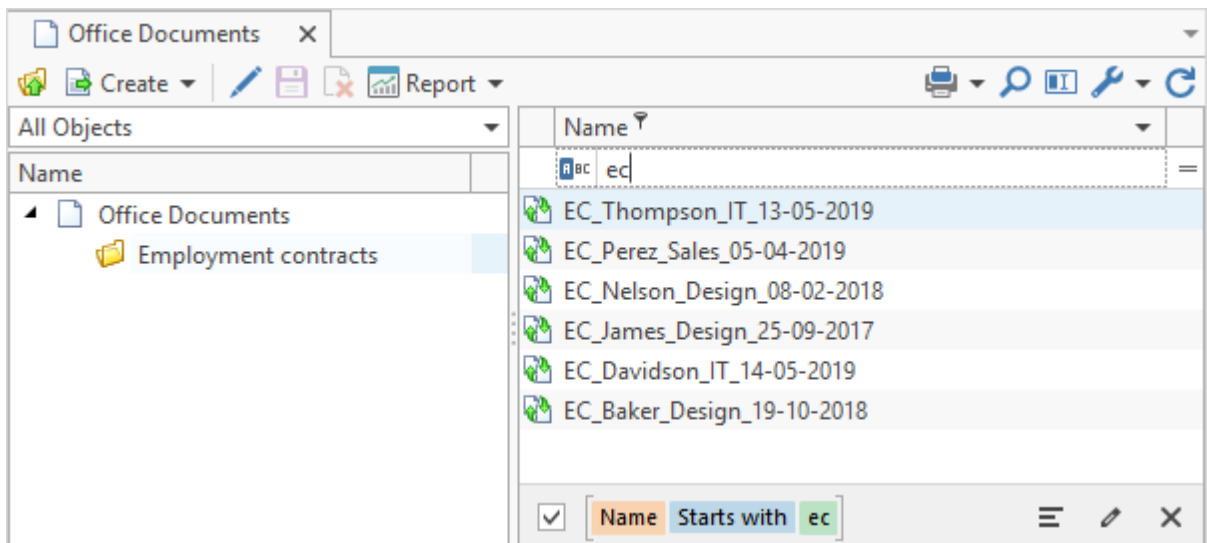 Office Documents
Create Report
All Objects
Name
Office Documents
Employment contracts
Name
ABC ec
EC_Thompson_IT_13-05-2019
EC_Perez_Sales_05-04-2019
EC_Nelson_Design_08-02-2018
EC_James_Design_25-09-2017
EC_Davidson_IT_14-05-2019
EC_Baker_Design_19-10-2018
Name Starts with ec